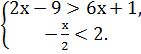 2x − 9 > 6x + 1,
− x/2 < 2.